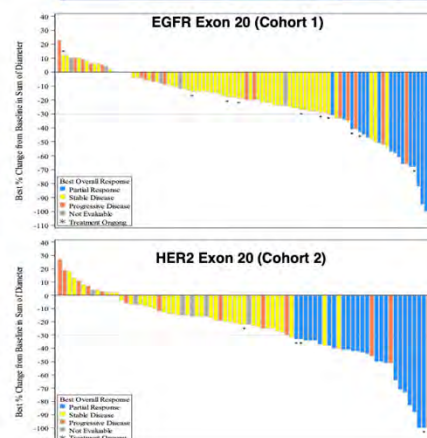 EGFR Exon 20 (Cohort 1)
Best % Change from Baseline in Sum of Diameter
40
30
20
10
0
-10
-20
-30
-40
-50
-60
-70
-80
-90
-100
-110
Best Overall Response
Partial Response
Stable Disease
Progressive Disease
Not Evaluable
* Treatment Ongong
HER2 Exon 20 (Cohort 2)
Best % Change from Baseline in Sum of Diameter
40
30
20
10
0
-10
-20
-30
-40
-50
-60
-70
-80
-90
-100
Best Overall Response
Partial Response
Stable Disease
Progressive Disease
Not Evaluable